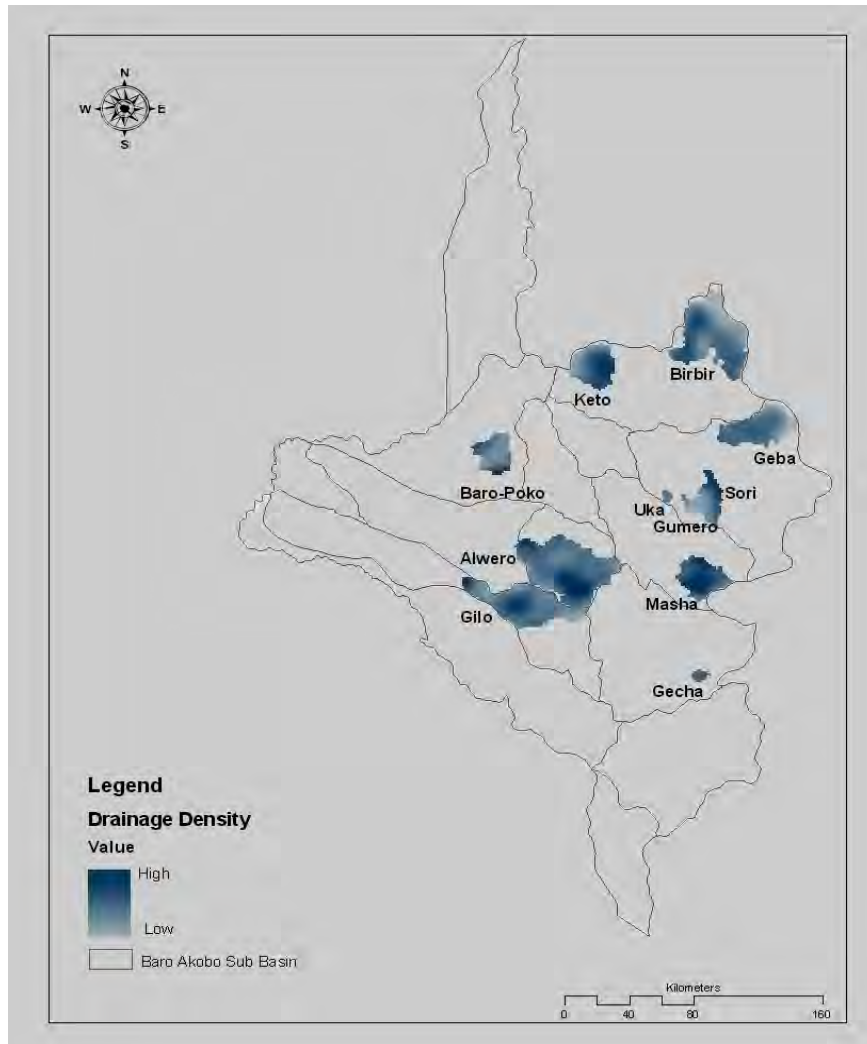 N
W E
S
Birbir
Keto
Geba
Baro-Poko
Sori
Uka
Gumero
Alwero
Masha
Gilo
Gecha
Legend
Drainage Density
Value
High
Low
Baro Akobo Sub Basin
Kilometers
0 40 80 160